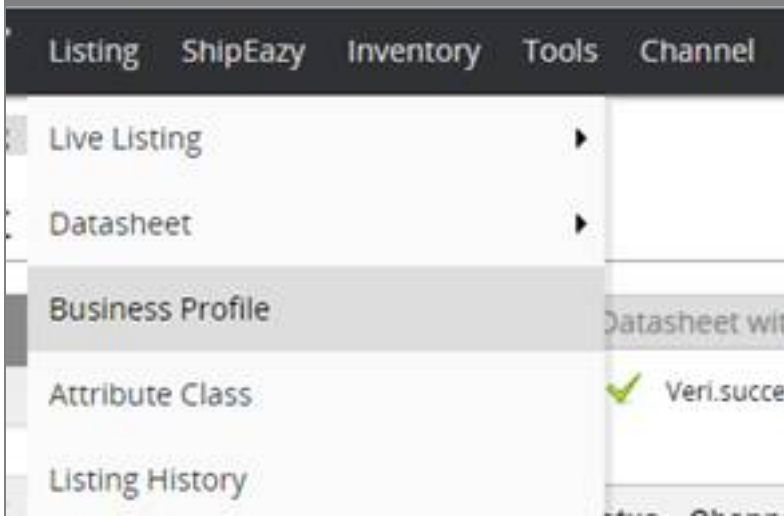 Listing ShipEazy Inventory Tools Channel
Live Listing
Datasheet
Business Profile
Datasheet wit
Attribute Class
Veri.succe
Listing History